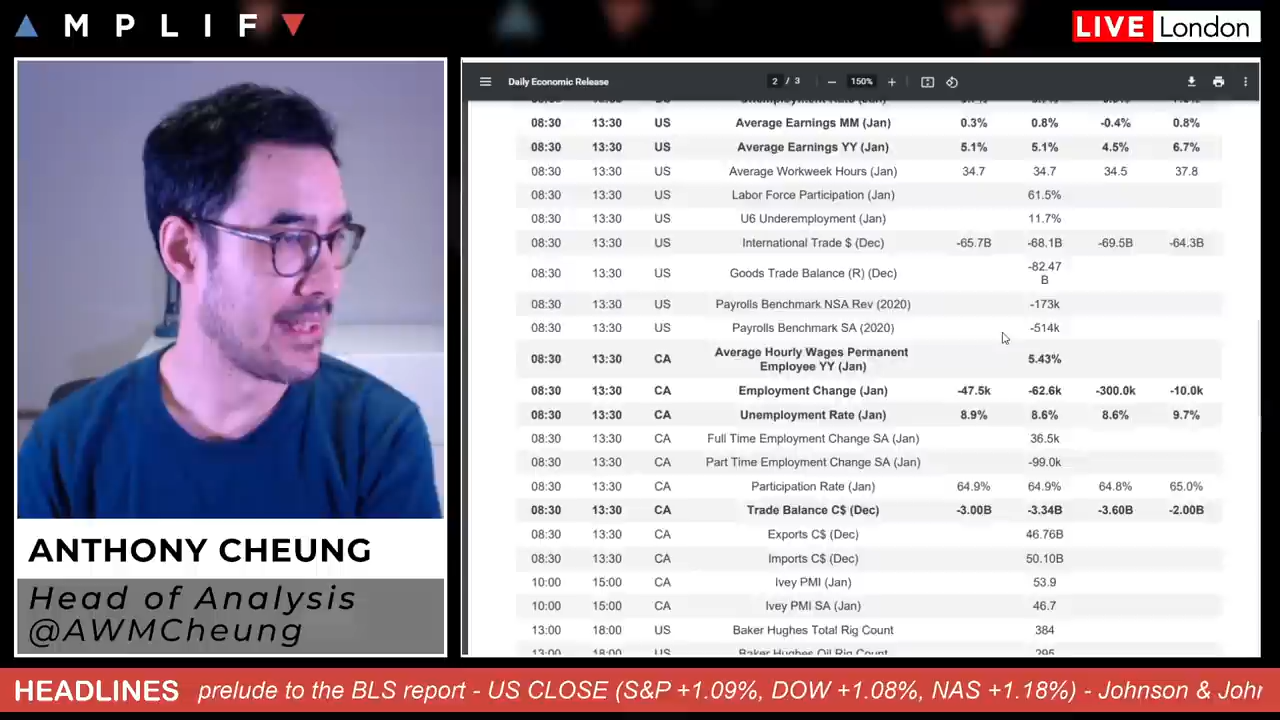 AMPLIFY
LIVE London
Daily Economic Release 2 / 3 150%
08:30 13:30 US Average Earnings MM (Jan) 0.3% 0.8% -0.4% 0.8%
08:30 13:30 US Average Earnings YY (Jan) 5.1% 5.1% 4.5% 6.7%
08:30 13:30 US Average Workweek Hours (Jan) 34.7 34.7 34.5 37.8
08:30 13:30 US Labor Force Participation (Jan) 61.5%
08:30 13:30 US U6 Underemployment (Jan) 11.7%
08:30 13:30 US International Trade $ (Dec) -65.7B -68.1B -69.5B -64.3B
08:30 13:30 US Goods Trade Balance (R) (Dec) -82.47
B
08:30 13:30 US Payrolls Benchmark NSA Rev (2020) -173k
08:30 13:30 US Payrolls Benchmark SA (2020) -514k
08:30 13:30 CA Average Hourly Wages Permanent
Employee YY (Jan) 5.43%
08:30 13:30 CA Employment Change (Jan) -47.5k -62.6k -300.0k -10.0k
08:30 13:30 CA Unemployment Rate (Jan) 8.9% 8.6% 8.6% 9.7%
08:30 13:30 CA Full Time Employment Change SA (Jan) 36.5k
08:30 13:30 CA Part Time Employment Change SA (Jan) -99.0k
08:30 13:30 CA Participation Rate (Jan) 64.9% 64.9% 64.8% 65.0%
08:30 13:30 CA Trade Balance C$ (Dec) -3.00B -3.34B -3.60B -2.00B
08:30 13:30 CA Exports C$ (Dec) 46.76B
08:30 13:30 CA Imports C$ (Dec) 50.10B
10:00 15:00 CA Ivey PMI (Jan) 53.9
10:00 15:00 CA Ivey PMI SA (Jan) 46.7
13:00 18:00 US Baker Hughes Total Rig Count 384
13:00 18:00 US Baker Hughes Oil Rig Count 295
ANTHONY CHEUNG
Head of Analysis
@AWMCheung
HEADLINES prelude to the BLS report - US CLOSE (S&P +1.09%, DOW +1.08%, NAS +1.18%) - Johnson & Joh